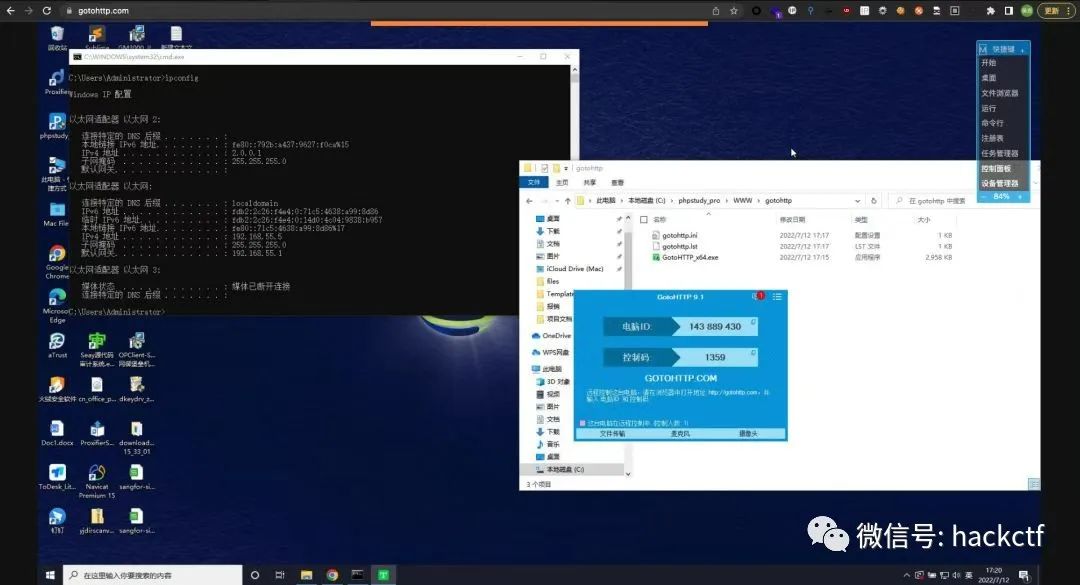 gotohttp.com
更新
回收站
Sublime
新建文本文
C:\WINDOWS\system32\cmd.exe
C:\Users\Administrator>ipconfig
Windows IP 配置
以太网适配器 以太网 2:
连接特定的 DNS 后缀 . . . . . . . :
本地链接 IPv6 地址. . . . . . . . : fe80::792b:a437:9627:f0ca%15
IPv4 地址 . . . . . . . . . . . . : 2.0.0.1
子网掩码 . . . . . . . . . . . . : 255.255.255.0
默认网关. . . . . . . . . . . . . :
以太网适配器 以太网:
连接特定的 DNS 后缀 . . . . . . . : localdomain
IPv6 地址 . . . . . . . . . . . . : fdb2:2c26:f4e4:0:71c5:4638:a99:8d86
临时 IPv6 地址. . . . . . . . . . : fdb2:2c26:f4e4:0:14d0:4c04:9838:b957
本地链接 IPv6 地址. . . . . . . . : fe80::71c5:4638:a99:8d86%17
IPv4 地址 . . . . . . . . . . . . : 192.168.55.5
子网掩码 . . . . . . . . . . . . : 255.255.255.0
默认网关. . . . . . . . . . . . . : 192.168.55.1
以太网适配器 以太网 3:
媒体状态 . . . . . . . . . . . . : 媒体已断开连接
连接特定的 DNS 后缀 . . . . . . . :
C:\Users\Administrator>
Proxifier
phpstudy
此电脑 - 快捷方式
Mac File
Google Chrome
Microsoft Edge
aTrust
Seay源代码审计系统.e...
OPClient-S...
火绒安全软件
cn_office_p...
dkeydrv_z...
Doc1.docx
ProxifierS...
download...
15_33_01
ToDesk_Lit...
Navicat Premium 15
sangfor-si...
钉钉
yjdirscanv...
sangfor-si...
快捷键
开始
桌面
文件浏览器
运行
命令行
注册表
任务管理器
控制面板
设备管理器
- 84% +
gotohttp
文件
主页
共享
查看
此电脑 > 本地磁盘 (C:) > phpstudy_pro > WWW > gotohttp
在 gotohttp 中搜索
名称
修改日期
类型
大小
gotohttp.ini
2022/7/12 17:17
配置设置
1 KB
gotohttp.lst
2022/7/12 17:17
LST 文件
1 KB
GotoHTTP_x64.exe
2022/7/12 17:15
应用程序
2,958 KB
桌面
下载
文档
图片
iCloud Drive (Mac)
files
Template
报销
项目文档
OneDrive
WPS网盘
此电脑
3D 对象
视频
图片
文档
下载
音乐
桌面
本地磁盘 (C:)
3 个项目
GotoHTTP 9.1
1
电脑ID:
143 889 430
控制码:
1359
GOTOHTTP.COM
远程控制这台电脑，请在浏览器中打开地址 http://gotohttp.com，并
输入 电脑ID 和 控制码
这台电脑在远程控制中 (控制人数: 1)
文件传输
麦克风
摄像头
微信号: hackctf
在这里输入你要搜索的内容
英
17:20
2022/7/12